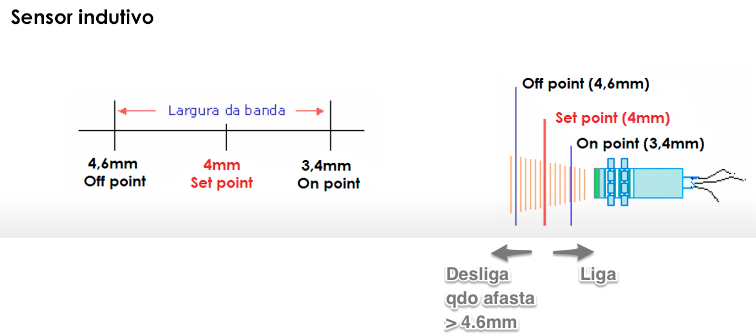 Sensor indutivo
Largura da banda
4,6mm
Off point
4mm
Set point
3,4mm
On point
Off point (4,6mm)
Set point (4mm)
On point (3,4mm)
Desliga
qdo afasta
> 4.6mm
Liga